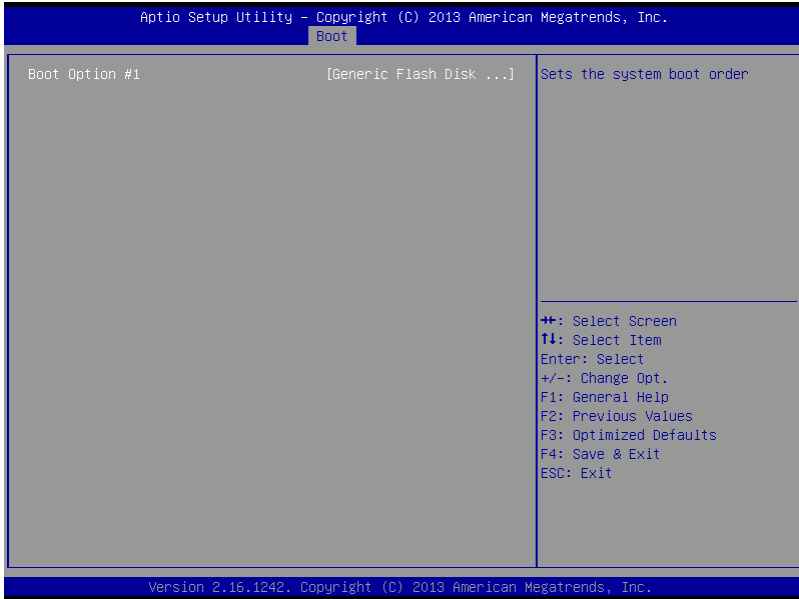 Aptio Setup Utility – Copyright (C) 2013 American Megatrends, Inc.
Boot
Boot Option #1 [Generic Flash Disk ...]
Sets the system boot order
→←: Select Screen
↑↓: Select Item
Enter: Select
+/-: Change Opt.
F1: General Help
F2: Previous Values
F3: Optimized Defaults
F4: Save & Exit
ESC: Exit
Version 2.16.1242. Copyright (C) 2013 American Megatrends, Inc.